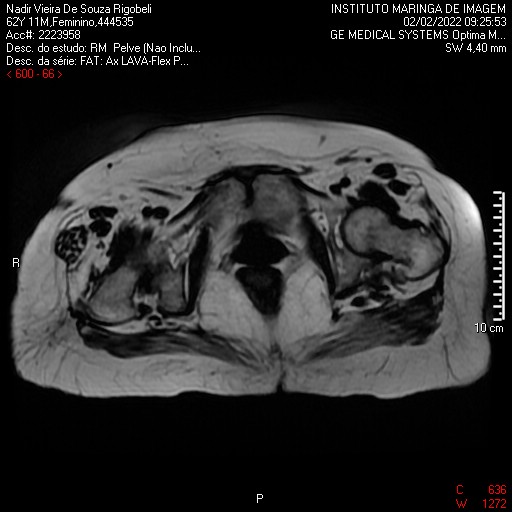 Nadir Vieira De Souza Rigobeli
62Y 11M,Feminino,444535
Acc#: 2223958
Desc. do estudo: RM Pelve (Nao Inclu...
Desc. da série: FAT: Ax LAVA-Flex P...
< 600 - 66 >
INSTITUTO MARINGA DE IMAGEM
02/02/2022 09:25:53
GE MEDICAL SYSTEMS Optima M...
SW 4,40 mm
R
10 cm
P
C 636
W 1272